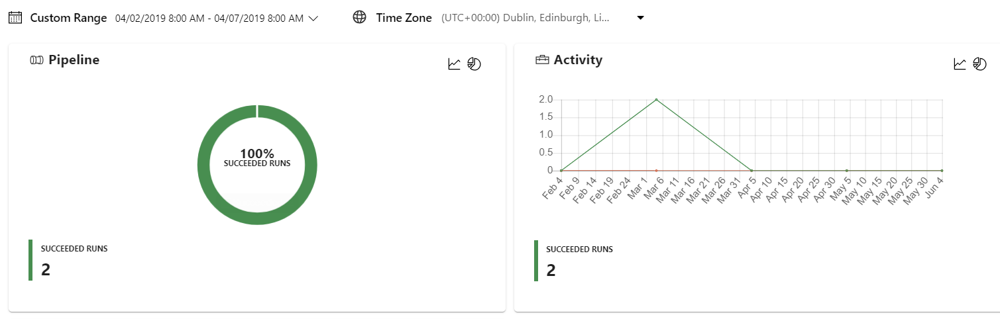 Custom Range 04/02/2019 8:00 AM - 04/07/2019 8:00 AM Time Zone (UTC+00:00) Dublin, Edinburgh, Li...
Pipeline
100%
SUCCEEDED RUNS
SUCCEEDED RUNS
2
Activity
2.0
1.5
1.0
0.5
0
Feb 4 Feb 9 Feb 14 Feb 19 Feb 24 Mar 1 Mar 6 Mar 11 Mar 16 Mar 21 Mar 26 Mar 31 Apr 5 Apr 10 Apr 15 Apr 20 Apr 25 Apr 30 May 5 May 10 May 15 May 20 May 25 May 30 Jun 4
SUCCEEDED RUNS
2